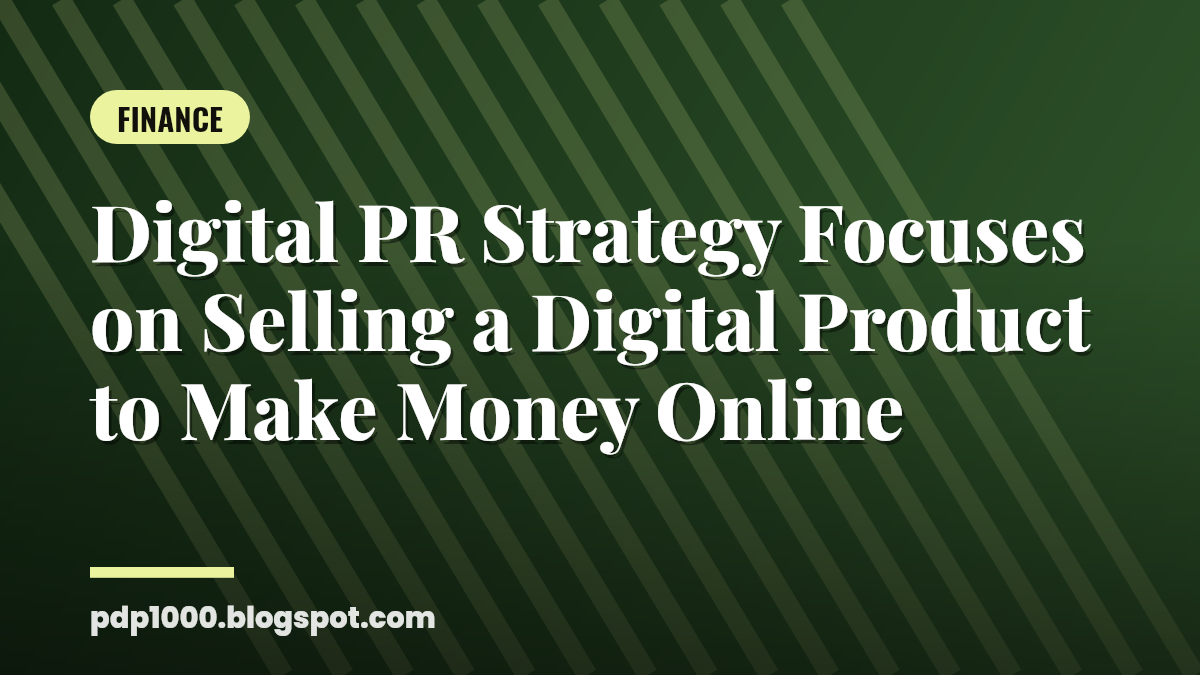 FINANCE
Digital PR Strategy Focuses
on Selling a Digital Product
to Make Money Online
pdp1000.blogspot.com